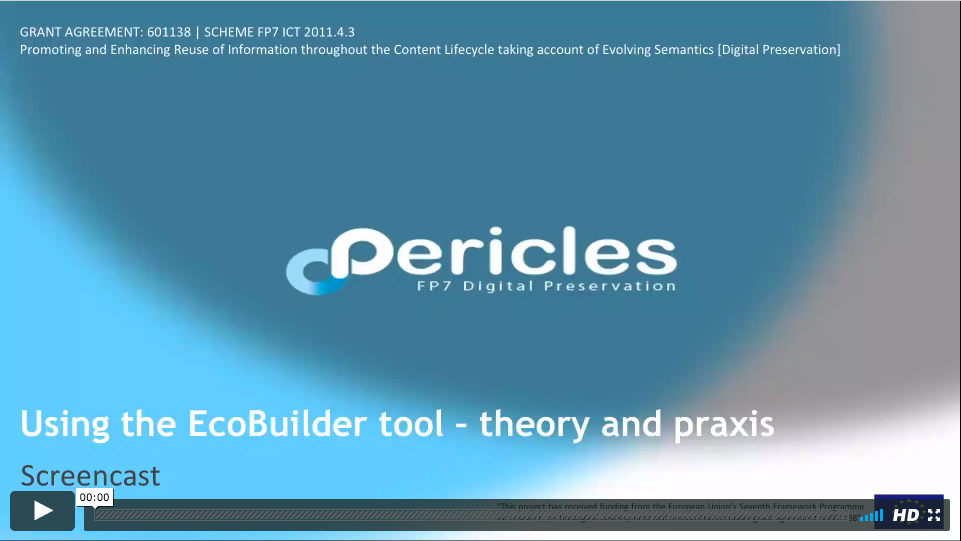 GRANT AGREEMENT: 601138 | SCHEME FP7 ICT 2011.4.3
Promoting and Enhancing Reuse of Information throughout the Content Lifecycle taking account of Evolving Semantics [Digital Preservation]
Pericles
FP7 Digital Preservation
Using the EcoBuilder tool – theory and praxis
Screencast
00:00
"This project has received funding from the European Union's Seventh Framework Programme
HD